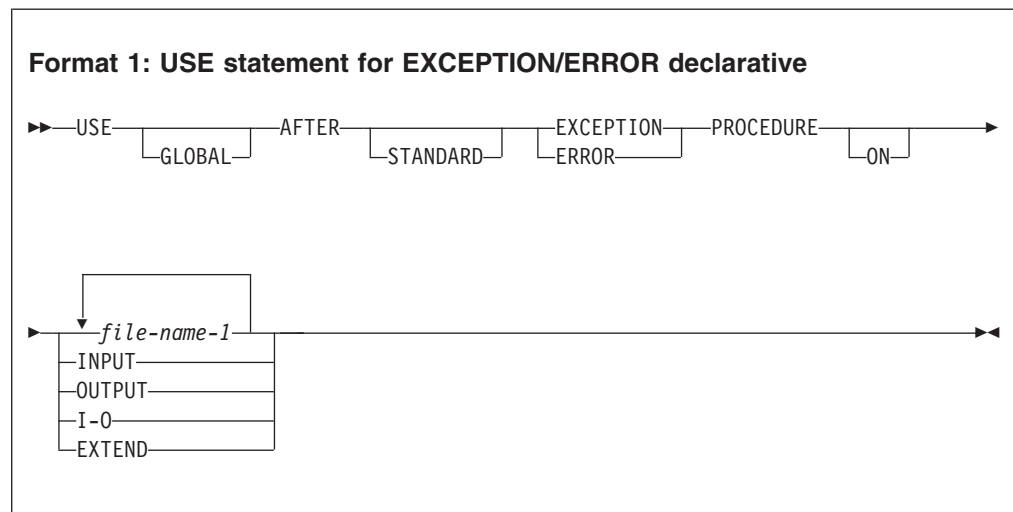 Format 1: USE statement for EXCEPTION/ERROR declarative
USE AFTER EXCEPTION PROCEDURE
GLOBAL STANDARD ERROR ON
file-name-1
INPUT
OUTPUT
I-O
EXTEND